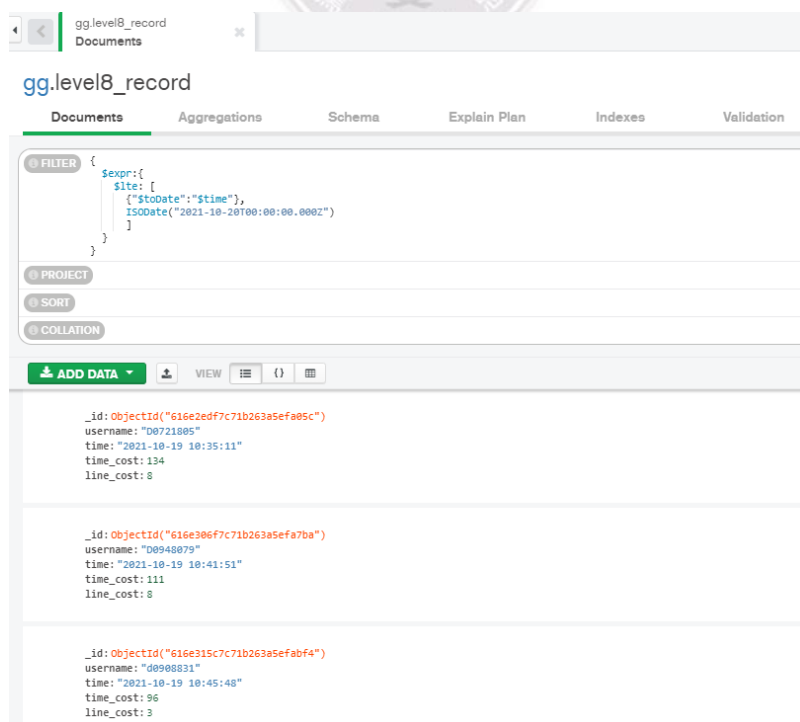 gg.level8_record
Documents
gg.level8_record
Documents Aggregations Schema Explain Plan Indexes Validation
FILTER {
$expr:{
$lte: [
{"$toDate":"$time"},
ISODate("2021-10-20T00:00:00.000Z")
]
}
}
PROJECT
SORT
COLLATION
ADD DATA VIEW {}
_id: ObjectId("616e2edf7c71b263a5efa05c")
username: "D0721805"
time: "2021-10-19 10:35:11"
time_cost: 134
line_cost: 8
_id: ObjectId("616e306f7c71b263a5efa7ba")
username: "D0948079"
time: "2021-10-19 10:41:51"
time_cost: 111
line_cost: 8
_id: ObjectId("616e315c7c71b263a5efabf4")
username: "d0908831"
time: "2021-10-19 10:45:48"
time_cost: 96
line_cost: 3